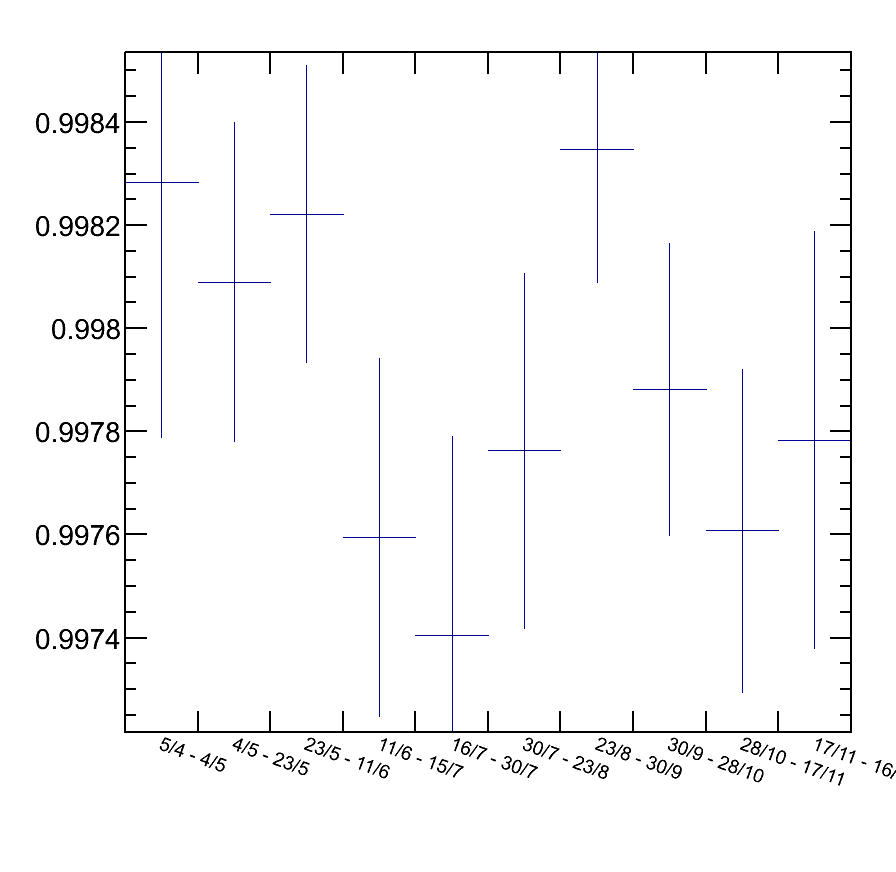 0.9984
0.9982
0.998
0.9978
0.9976
0.9974
5/4 - 4/5
4/5 - 23/5
23/5 - 11/6
11/6 - 15/7
16/7 - 30/7
30/7 - 23/8
23/8 - 30/9
30/9 - 28/10
28/10 - 17/11
17/11 - 16/